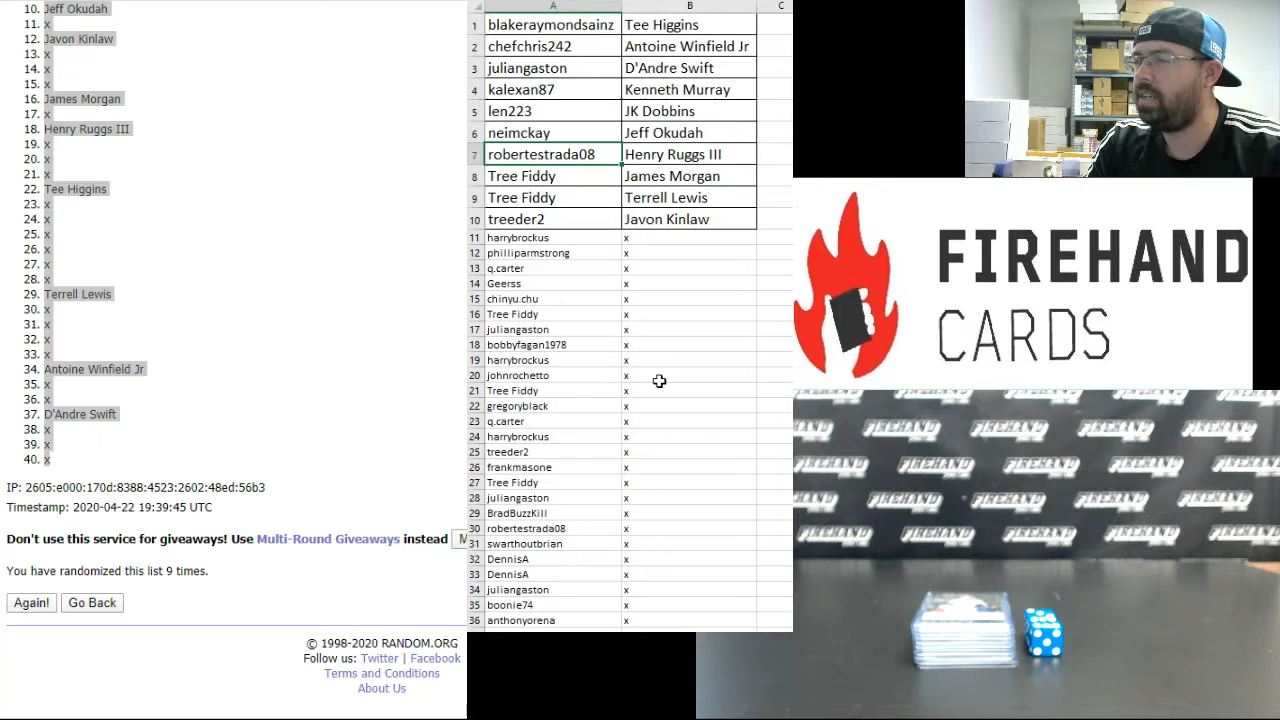 10. Jeff Okudah
11. x
12. Javon Kinlaw
13. x
14. x
15. x
16. James Morgan
17. x
18. Henry Ruggs III
19. x
20. x
21. x
22. Tee Higgins
23. x
24. x
25. x
26. x
27. x
28. x
29. Terrell Lewis
30. x
31. x
32. x
33. x
34. Antoine Winfield Jr
35. x
36. x
37. D'Andre Swift
38. x
39. x
40. x
IP: 2605:e000:170d:8388:4523:2602:48ed:56b3
Timestamp: 2020-04-22 19:39:45 UTC
Don't use this service for giveaways! Use Multi-Round Giveaways instead
You have randomized this list 9 times.
Again! Go Back
© 1998-2020 RANDOM.ORG
Follow us: Twitter | Facebook
Terms and Conditions
About Us
A B C
1 blakeraymondsainz Tee Higgins
2 chefchris242 Antoine Winfield Jr
3 juliangaston D'Andre Swift
4 kalexan87 Kenneth Murray
5 len223 JK Dobbins
6 neimckay Jeff Okudah
7 robertestrada08 Henry Ruggs III
8 Tree Fiddy James Morgan
9 Tree Fiddy Terrell Lewis
10 treeder2 Javon Kinlaw
11 harrybrockus x
12 philliparmstrong x
13 q.carter x
14 Geerss x
15 chinyu.chu x
16 Tree Fiddy x
17 juliangaston x
18 bobbyfagan1978 x
19 harrybrockus x
20 johnrochetto x
21 Tree Fiddy x
22 gregoryblack x
23 q.carter x
24 harrybrockus x
25 treeder2 x
26 frankmasone x
27 Tree Fiddy x
28 juliangaston x
29 BradBuzzKill x
30 robertestrada08 x
31 swarthoutbrian x
32 DennisA x
33 DennisA x
34 juliangaston x
35 boonie74 x
36 anthonyorena x
FIREHAND
CARDS